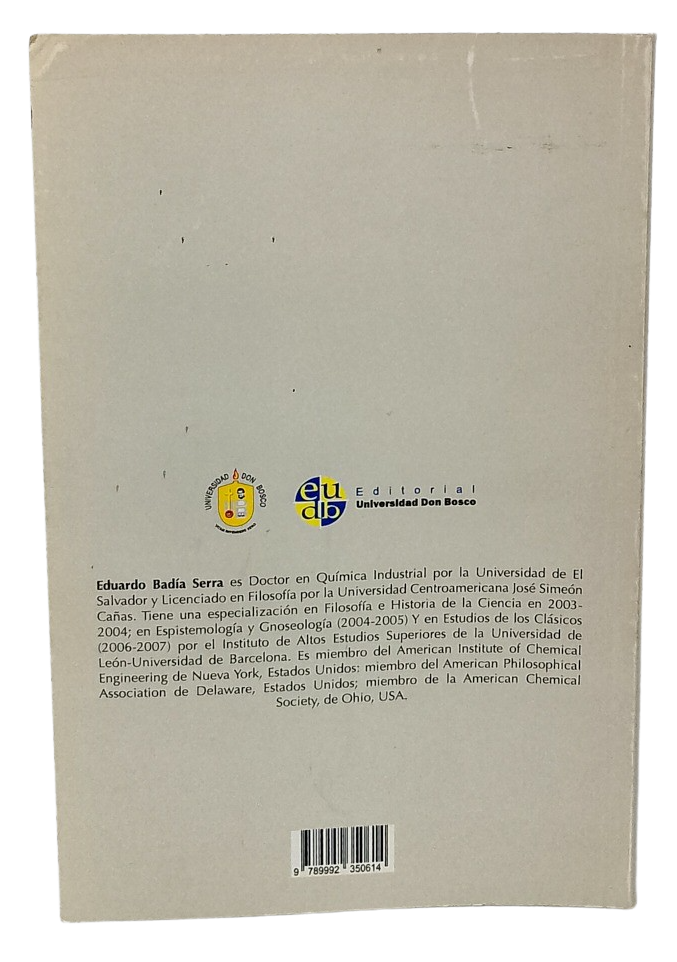 UNIVERSIDAD DON BOSCO
eu
db
Editorial
Universidad Don Bosco
Eduardo Badía Serra es Doctor en Química Industrial por la Universidad de El
Salvador y Licenciado en Filosofía por la Universidad Centroamericana José Simeón
Cañas. Tiene una especialización en Filosofía e Historia de la Ciencia en 2003-
2004; en Espistemología y Gnoseología (2004-2005) Y en Estudios de los Clásicos
(2006-2007) por el Instituto de Altos Estudios Superiores de la Universidad de
León-Universidad de Barcelona. Es miembro del American Institute of Chemical
Engineering de Nueva York, Estados Unidos: miembro del American Philosophical
Association de Delaware, Estados Unidos; miembro de la American Chemical
Society, de Ohio, USA.
9 789992 350614